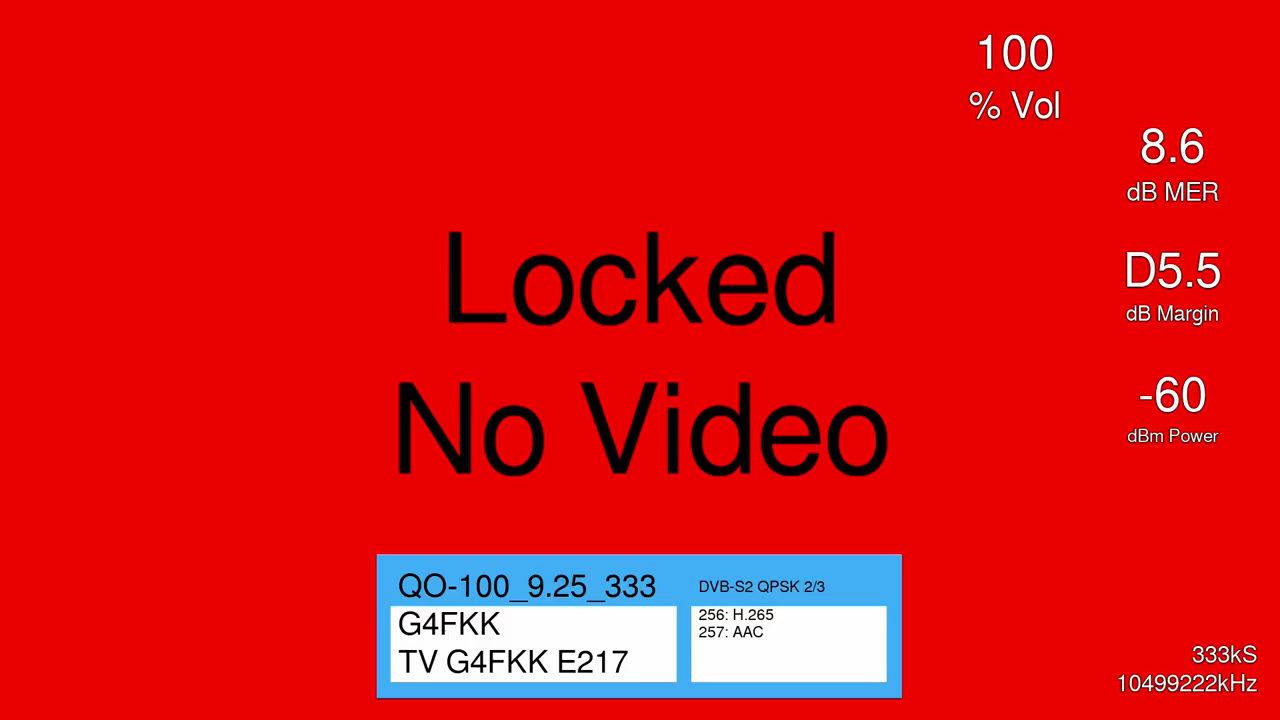 100
% Vol
8.6
dB MER
D5.5
dB Margin
-60
dBm Power
Locked
No Video
QO-100_9.25_333
G4FKK
TV G4FKK E217
DVB-S2 QPSK 2/3
256: H.265
257: AAC
333kS
10499222kHz